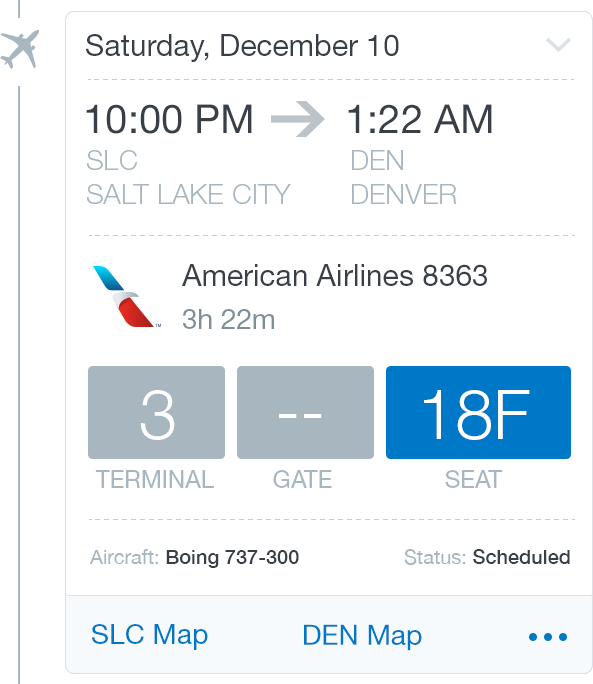 Saturday, December 10
10:00 PM 1:22 AM
SLC DEN
SALT LAKE CITY DENVER
American Airlines 8363
3h 22m
3 -- 18F
TERMINAL GATE SEAT
Aircraft: Boing 737-300 Status: Scheduled
SLC Map DEN Map